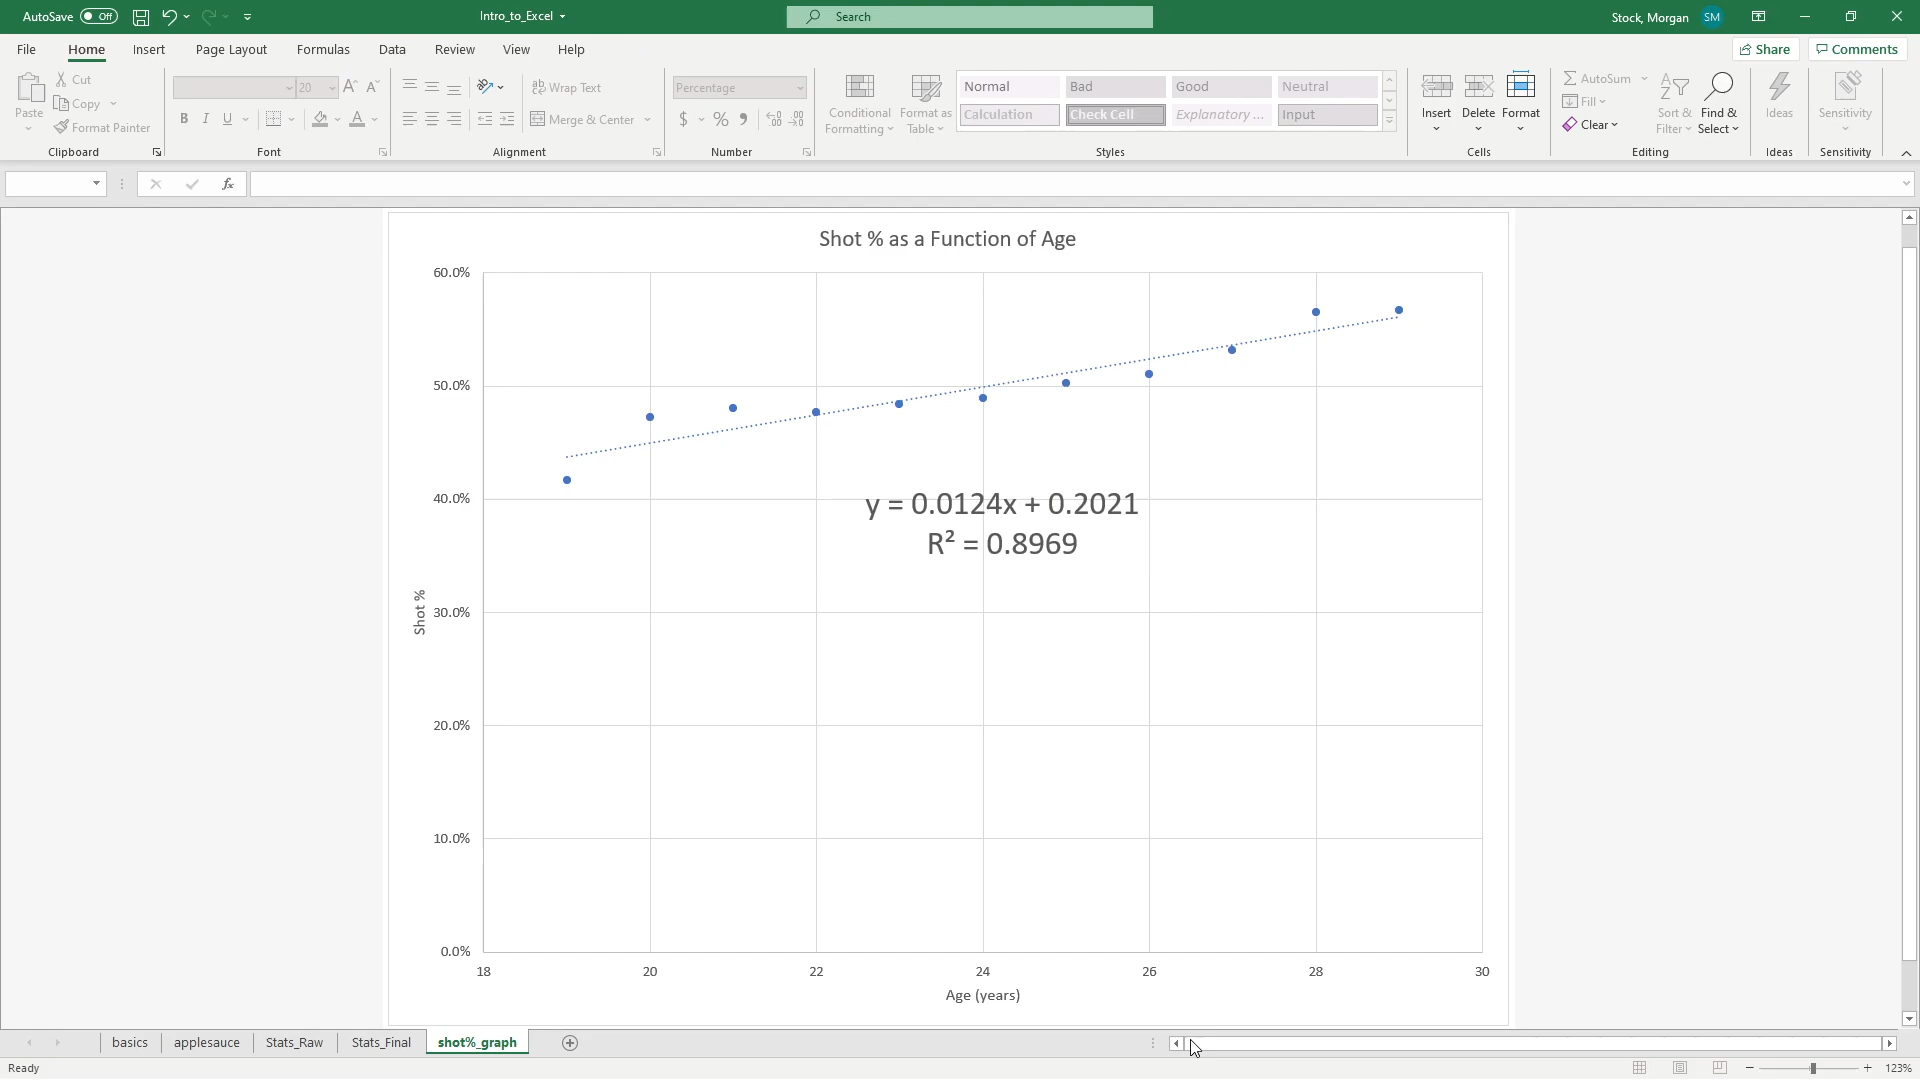 AutoSave Off
Intro_to_Excel
Search
Stock, Morgan SM
File Home Insert Page Layout Formulas Data Review View Help
Share Comments
Paste
Cut
Copy
Format Painter
Clipboard
20
B I U
A
Font
Wrap Text
Merge & Center
Alignment
Percentage
$ % ,
Number
Conditional Formatting
Format as Table
Normal Bad Good Neutral
Calculation Check Cell Explanatory ... Input
Styles
Insert Delete Format
Cells
AutoSum
Fill
Clear
Sort & Filter
Find & Select
Editing
Ideas
Ideas
Sensitivity
Sensitivity
fx
Shot % as a Function of Age
60.0%
50.0%
40.0%
30.0%
20.0%
10.0%
0.0%
y = 0.0124x + 0.2021
R² = 0.8969
Shot %
18 20 22 24 26 28 30
Age (years)
basics applesauce Stats_Raw Stats_Final shot%_graph
Ready
123%